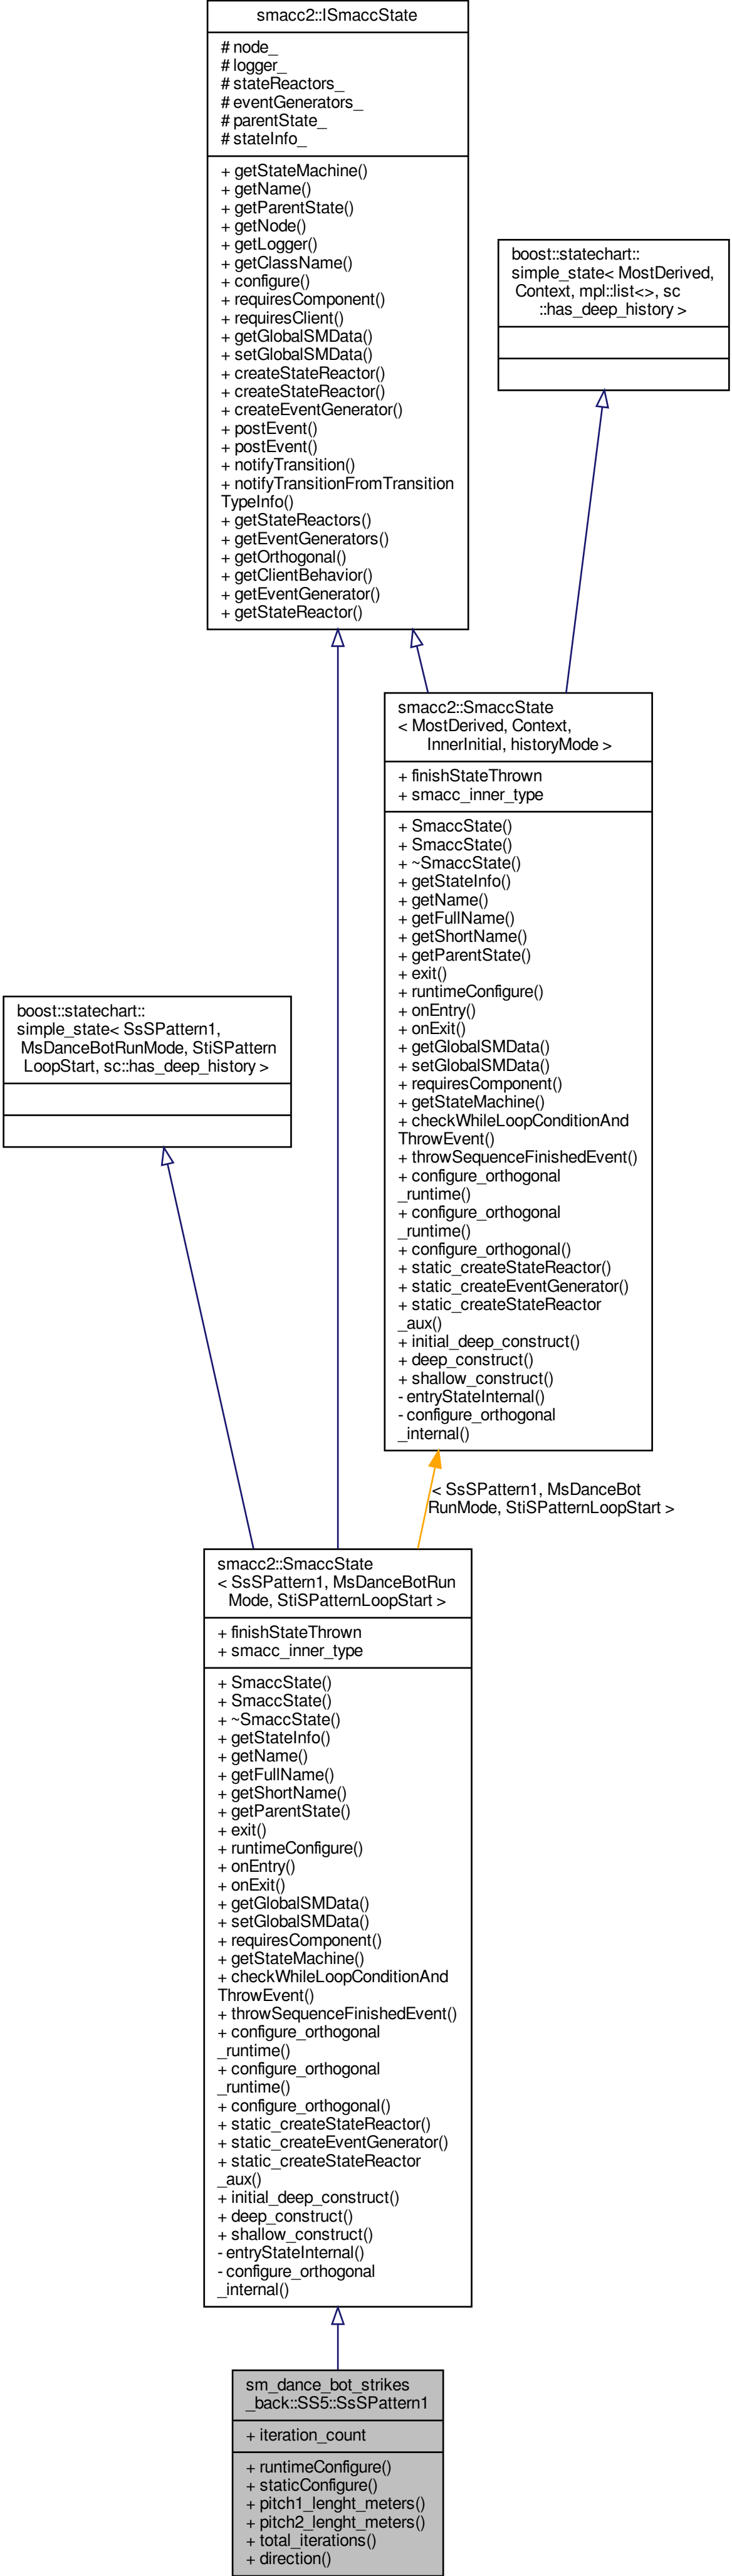 smacc2::ISmaccState
# node_
# logger_
# stateReactors_
# eventGenerators_
# parentState_
# stateInfo_
+ getStateMachine()
+ getName()
+ getParentState()
+ getNode()
+ getLogger()
+ getClassName()
+ configure()
+ requiresComponent()
+ requiresClient()
+ getGlobalSMData()
+ setGlobalSMData()
+ createStateReactor()
+ createStateReactor()
+ createEventGenerator()
+ postEvent()
+ postEvent()
+ notifyTransition()
+ notifyTransitionFromTransition
TypeInfo()
+ getStateReactors()
+ getEventGenerators()
+ getOrthogonal()
+ getClientBehavior()
+ getEventGenerator()
+ getStateReactor()
boost::statechart::
simple_state< MostDerived,
Context, mpl::list<>, sc
::has_deep_history >
smacc2::SmaccState
< MostDerived, Context,
InnerInitial, historyMode >
+ finishStateThrown
+ smacc_inner_type
+ SmaccState()
+ SmaccState()
+ ~SmaccState()
+ getStateInfo()
+ getName()
+ getFullName()
+ getShortName()
+ getParentState()
+ exit()
+ runtimeConfigure()
+ onEntry()
+ onExit()
+ getGlobalSMData()
+ setGlobalSMData()
+ requiresComponent()
+ getStateMachine()
+ checkWhileLoopConditionAnd
ThrowEvent()
+ throwSequenceFinishedEvent()
+ configure_orthogonal
_runtime()
+ configure_orthogonal
_runtime()
+ configure_orthogonal()
+ static_createStateReactor()
+ static_createEventGenerator()
+ static_createStateReactor
_aux()
+ initial_deep_construct()
+ deep_construct()
+ shallow_construct()
- entryStateInternal()
- configure_orthogonal
_internal()
boost::statechart::
simple_state< SsSPattern1,
MsDanceBotRunMode, StiSPattern
LoopStart, sc::has_deep_history >
< SsSPattern1, MsDanceBot
RunMode, StiSPatternLoopStart >
smacc2::SmaccState
< SsSPattern1, MsDanceBotRun
Mode, StiSPatternLoopStart >
+ finishStateThrown
+ smacc_inner_type
+ SmaccState()
+ SmaccState()
+ ~SmaccState()
+ getStateInfo()
+ getName()
+ getFullName()
+ getShortName()
+ getParentState()
+ exit()
+ runtimeConfigure()
+ onEntry()
+ onExit()
+ getGlobalSMData()
+ setGlobalSMData()
+ requiresComponent()
+ getStateMachine()
+ checkWhileLoopConditionAnd
ThrowEvent()
+ throwSequenceFinishedEvent()
+ configure_orthogonal
_runtime()
+ configure_orthogonal
_runtime()
+ configure_orthogonal()
+ static_createStateReactor()
+ static_createEventGenerator()
+ static_createStateReactor
_aux()
+ initial_deep_construct()
+ deep_construct()
+ shallow_construct()
- entryStateInternal()
- configure_orthogonal
_internal()
sm_dance_bot_strikes
_back::SS5::SsSPattern1
+ iteration_count
+ runtimeConfigure()
+ staticConfigure()
+ pitch1_lenght_meters()
+ pitch2_lenght_meters()
+ total_iterations()
+ direction()